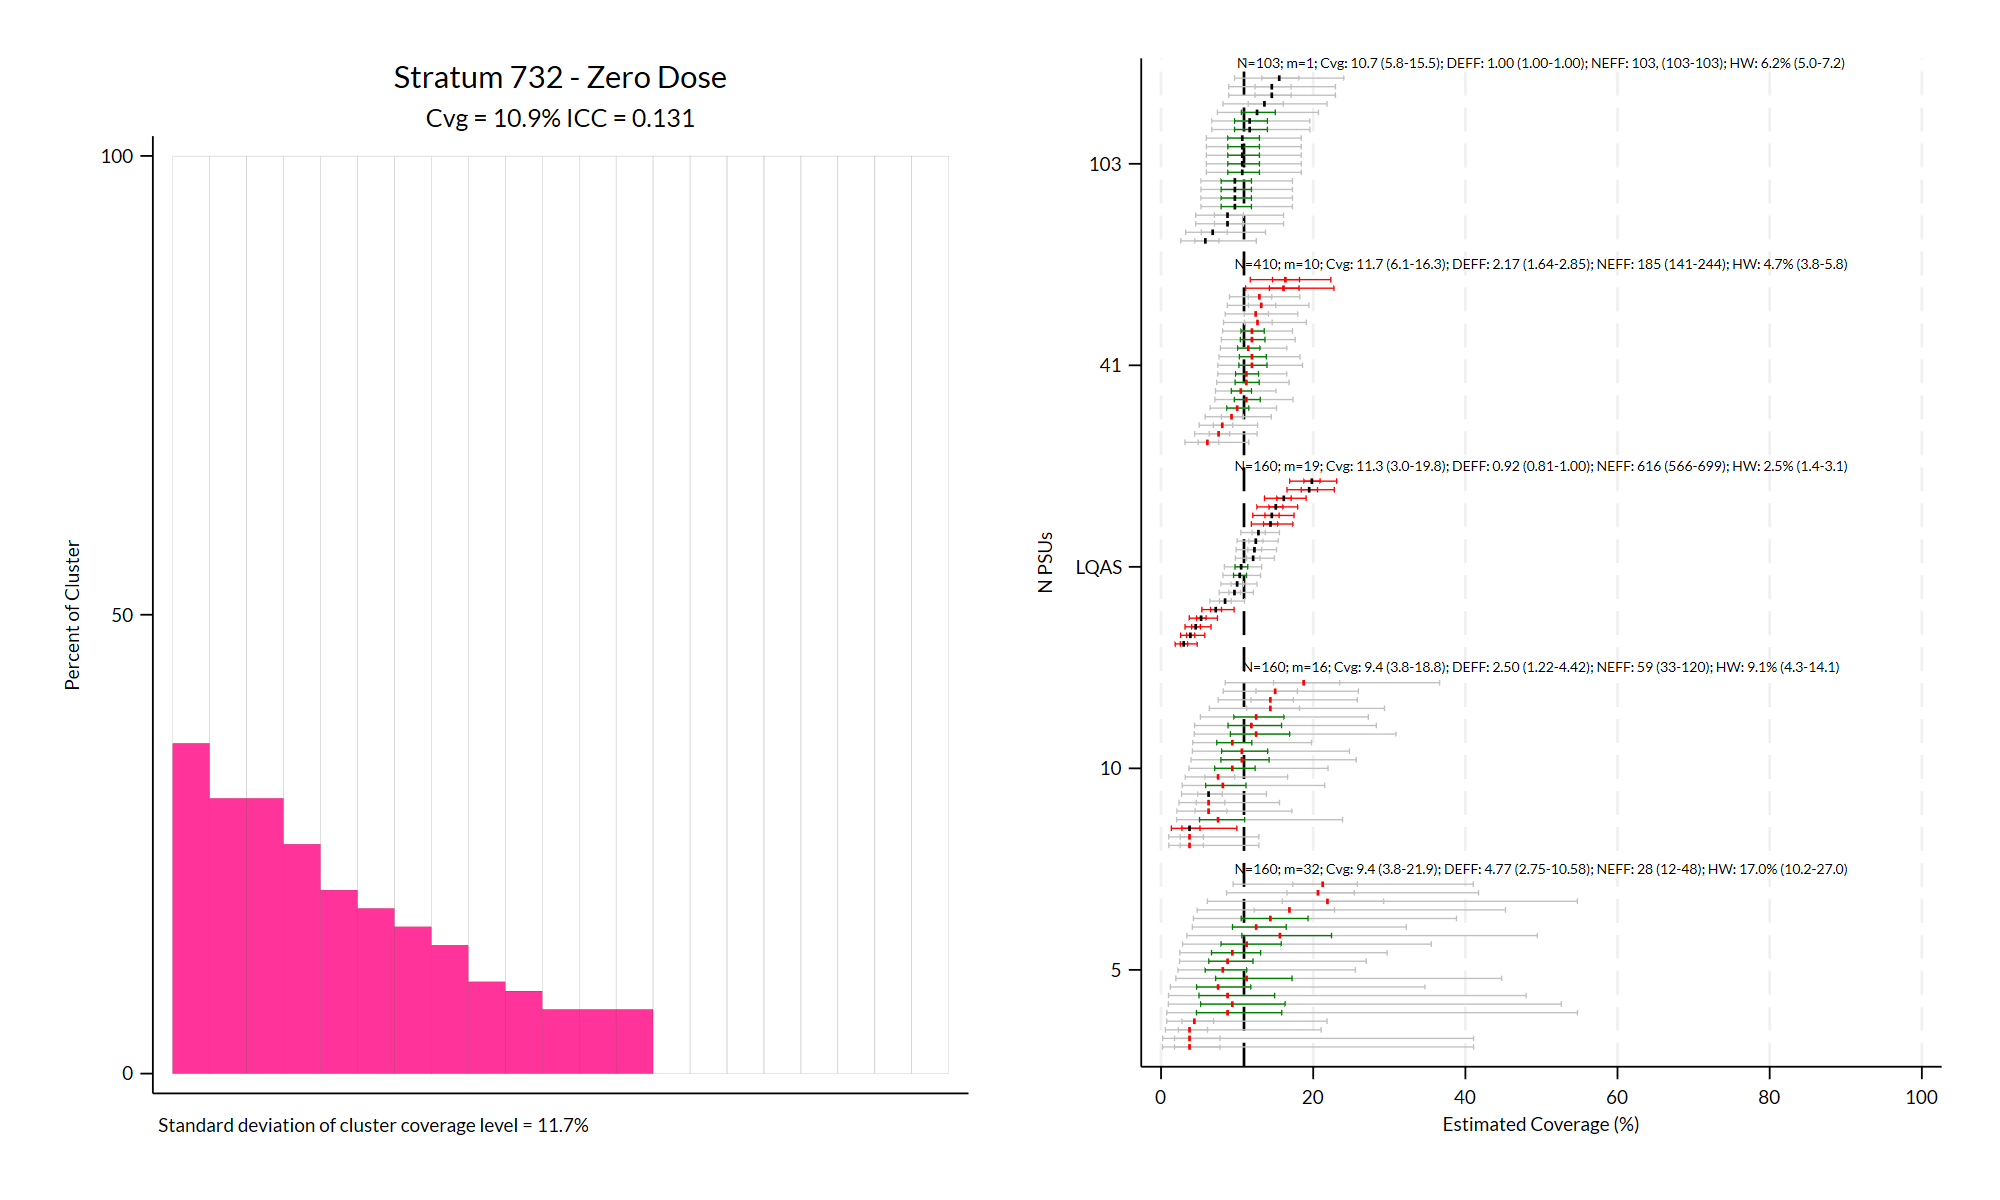 Stratum 732 - Zero Dose
Cvg = 10.9% ICC = 0.131
100
50
0
Percent of Cluster
Standard deviation of cluster coverage level = 11.7%
N=103; m=1; Cvg: 10.7 (5.8-15.5); DEFF: 1.00 (1.00-1.00); NEFF: 103, (103-103); HW: 6.2% (5.0-7.2)
103
N=410; m=10; Cvg: 11.7 (6.1-16.3); DEFF: 2.17 (1.64-2.85); NEFF: 185 (141-244); HW: 4.7% (3.8-5.8)
41
N=160; m=19; Cvg: 11.3 (3.0-19.8); DEFF: 0.92 (0.81-1.00); NEFF: 616 (566-699); HW: 2.5% (1.4-3.1)
LQAS
N=160; m=16; Cvg: 9.4 (3.8-18.8); DEFF: 2.50 (1.22-4.42); NEFF: 59 (33-120); HW: 9.1% (4.3-14.1)
10
N=160; m=32; Cvg: 9.4 (3.8-21.9); DEFF: 4.77 (2.75-10.58); NEFF: 28 (12-48); HW: 17.0% (10.2-27.0)
5
N PSUs
0 20 40 60 80 100
Estimated Coverage (%)